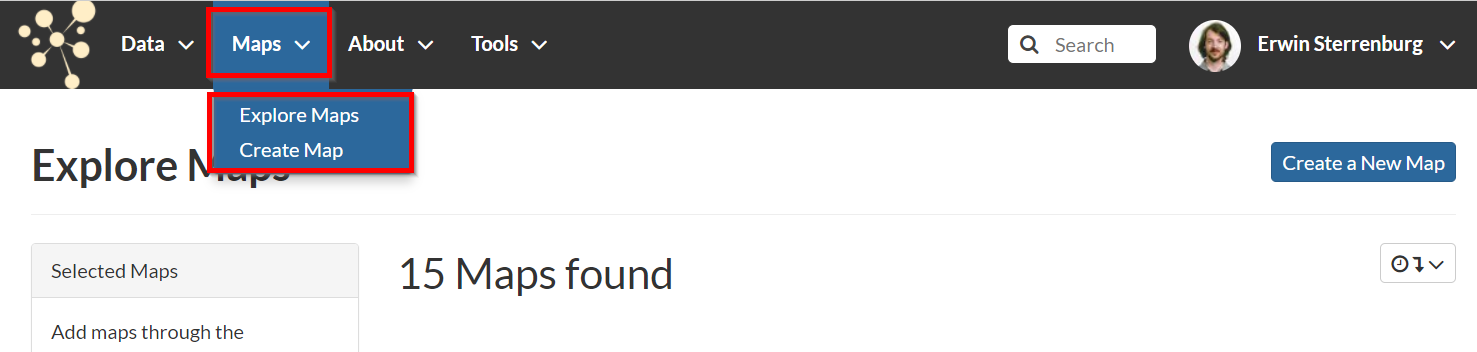 Data Maps About Tools Search Erwin Sterrenburg
Explore Maps
Create Map
Explore Maps Create a New Map
Selected Maps 15 Maps found
Add maps through the